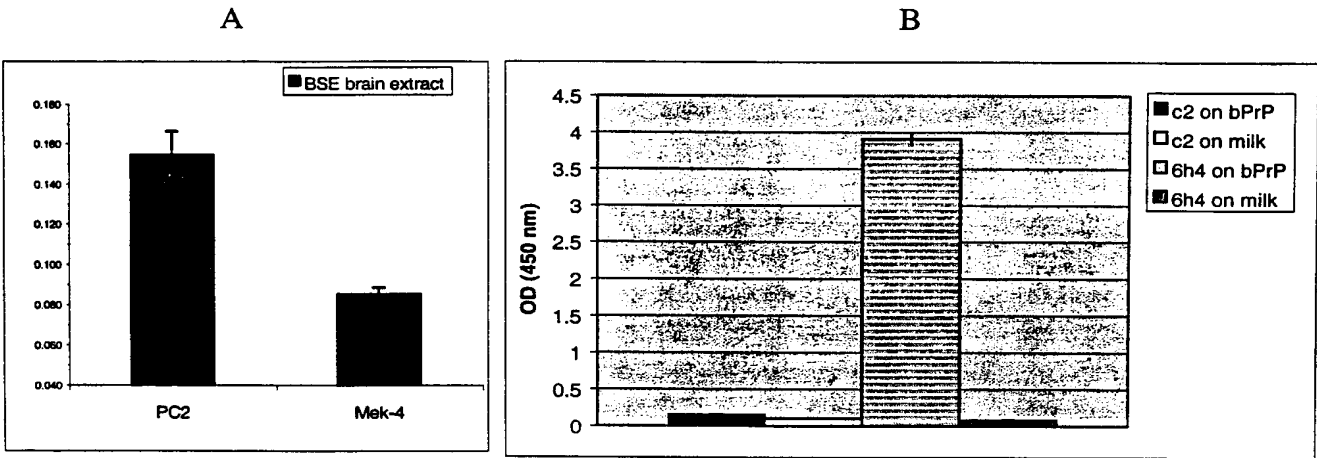 A
B
BSE brain extract
0.180
0.160
0.140
0.120
0.100
0.080
0.060
0.040
PC2
Mek-4
OD (450 nm)
4.5
4
3.5
3
2.5
2
1.5
1
0.5
0
c2 on bPrP
c2 on milk
6h4 on bPrP
6h4 on milk